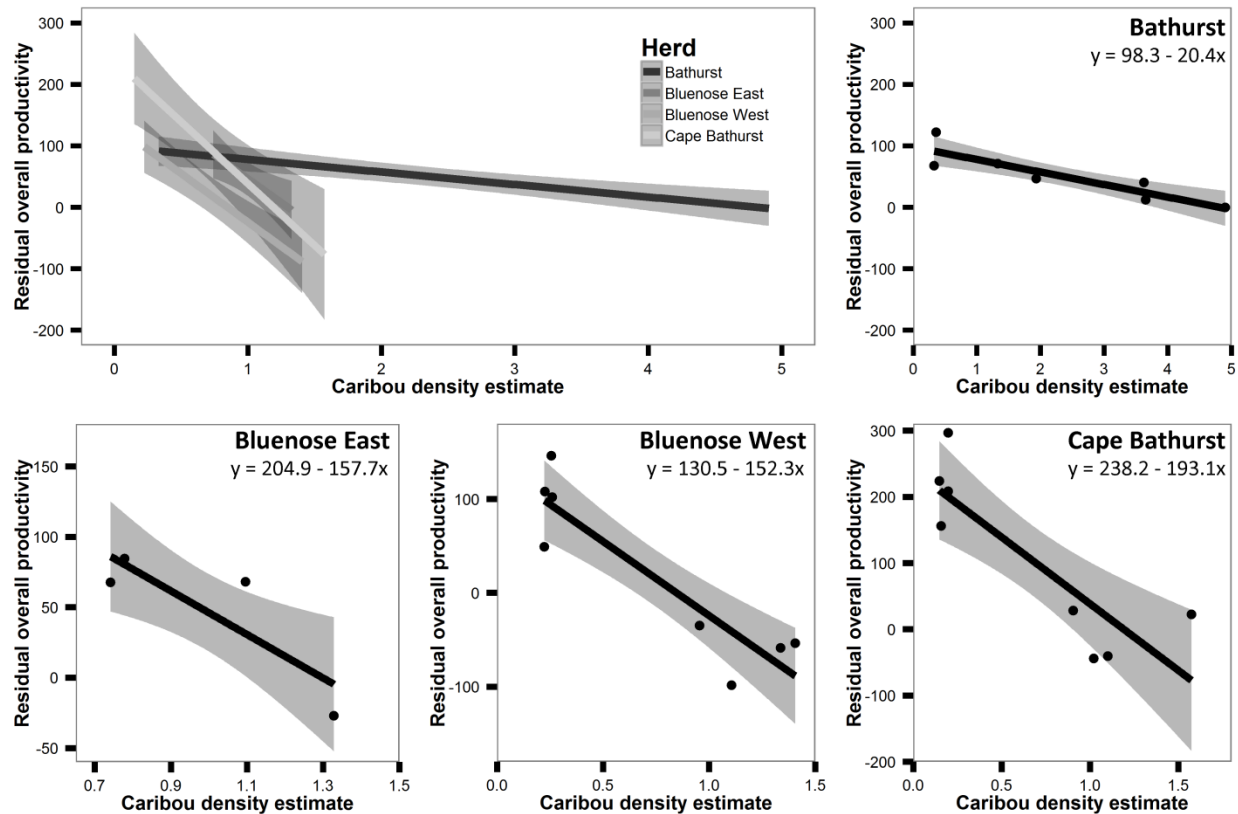 Residual overall productivity
300
200
100
0
-100
-200
0
1
2
3
4
5
Caribou density estimate
Herd
Bathurst
Bluenose East
Bluenose West
Cape Bathurst
Bathurst
y = 98.3 - 20.4x
Residual overall productivity
300
200
100
0
-100
-200
0
1
2
3
4
5
Caribou density estimate
Bluenose East
y = 204.9 - 157.7x
Residual overall productivity
150
100
50
0
-50
0.7
0.9
1.1
1.3
1.5
Caribou density estimate
Bluenose West
y = 130.5 - 152.3x
Residual overall productivity
100
0
-100
0.0
0.5
1.0
1.5
Caribou density estimate
Cape Bathurst
y = 238.2 - 193.1x
Residual overall productivity
300
200
100
0
-100
-200
0.0
0.5
1.0
1.5
Caribou density estimate